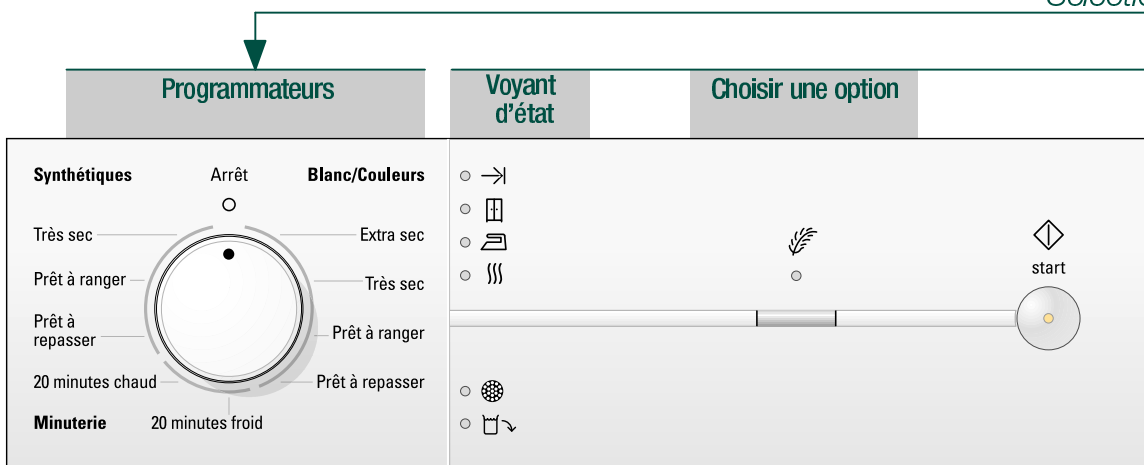 Programmateurs
Voyant
d'état
Choisir une option
Synthétiques
Arrêt
Blanc/Couleurs
Très sec
Extra sec
Prêt à ranger
Très sec
Prêt à
repasser
Prêt à ranger
20 minutes chaud
Prêt à repasser
Minuterie
20 minutes froid
start